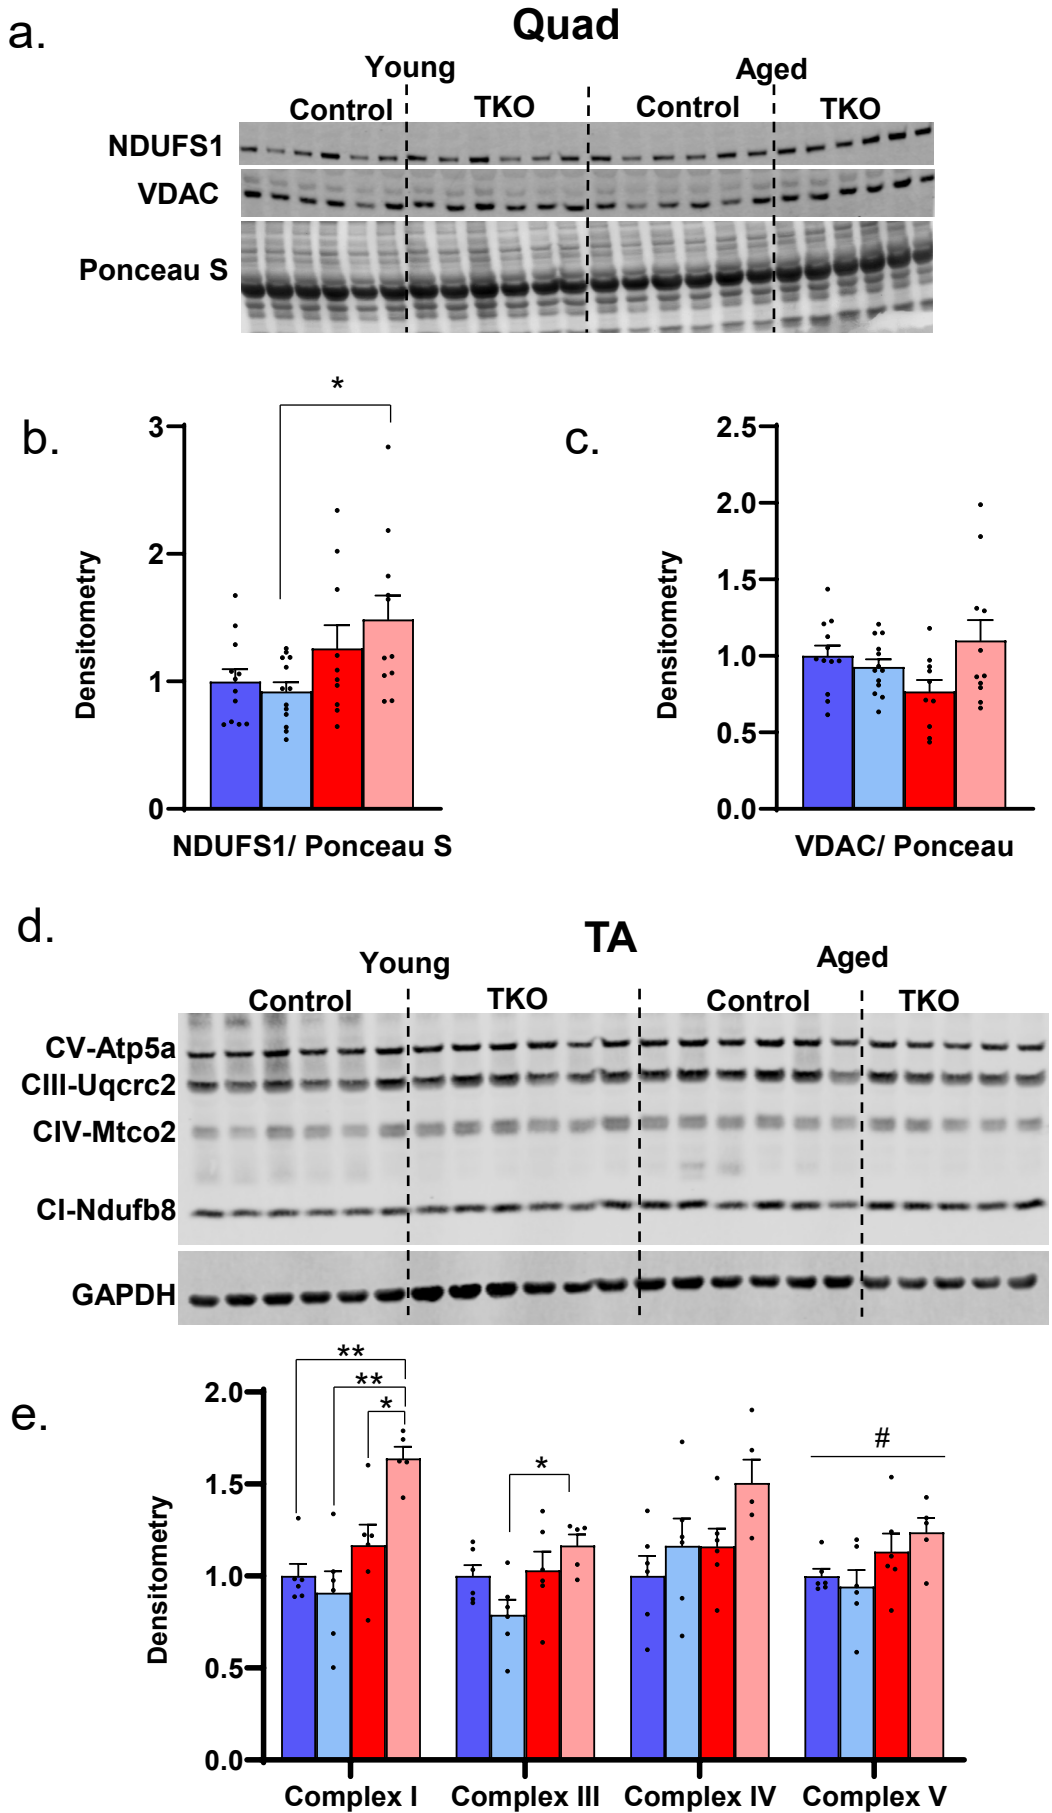 a.
Quad
Young
Aged
Control
TKO
Control
TKO
NDUFS1
VDAC
Ponceau S
b.
*
3
2
1
0
Densitometry
NDUFS1/ Ponceau S
c.
2.5
2.0
1.5
1.0
0.5
0.0
Densitometry
VDAC/ Ponceau
d.
TA
Young
Aged
Control
TKO
Control
TKO
CV-Atp5a
CIII-Uqcrc2
CIV-Mtco2
CI-Ndufb8
GAPDH
e.
**
**
*
*
#
2.0
1.5
1.0
0.5
0.0
Densitometry
Complex I
Complex III
Complex IV
Complex V